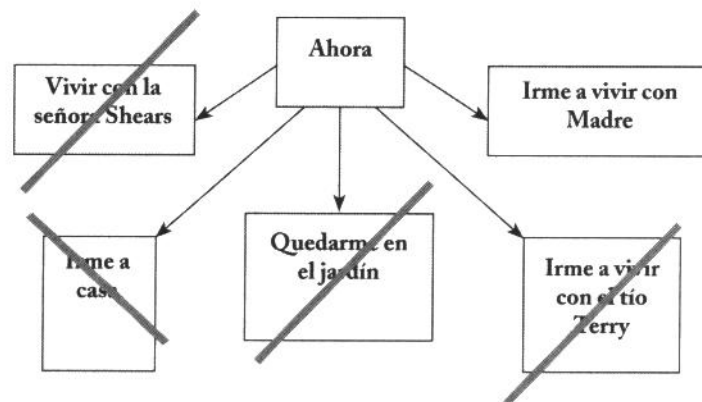 Ahora
Vivir con la
señora Shears
Irme a vivir con
Madre
Irme a
casa
Quedarme en
el jardín
Irme a vivir
con el tío
Terry